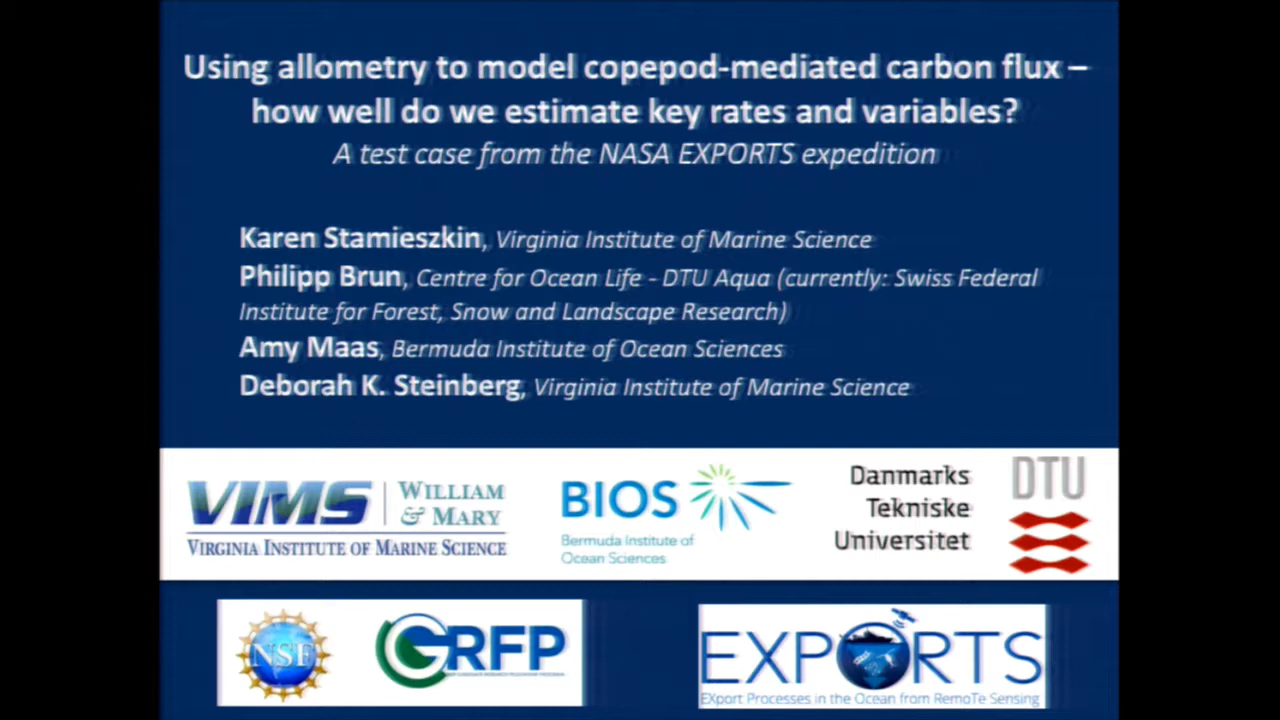 Using allometry to model copepod-mediated carbon flux –
how well do we estimate key rates and variables?
A test case from the NASA EXPORTS expedition
Karen Stamieszkin, Virginia Institute of Marine Science
Philipp Brun, Centre for Ocean Life - DTU Aqua (currently: Swiss Federal
Institute for Forest, Snow and Landscape Research)
Amy Maas, Bermuda Institute of Ocean Sciences
Deborah K. Steinberg, Virginia Institute of Marine Science
VIMS
WILLIAM
& MARY
VIRGINIA INSTITUTE OF MARINE SCIENCE
BIOS
Bermuda Institute of
Ocean Sciences
Danmarks
Tekniske
Universitet
DTU
NSF
GRFP
EXPORTS
EXport Processes in the Ocean from RemoTe Sensing